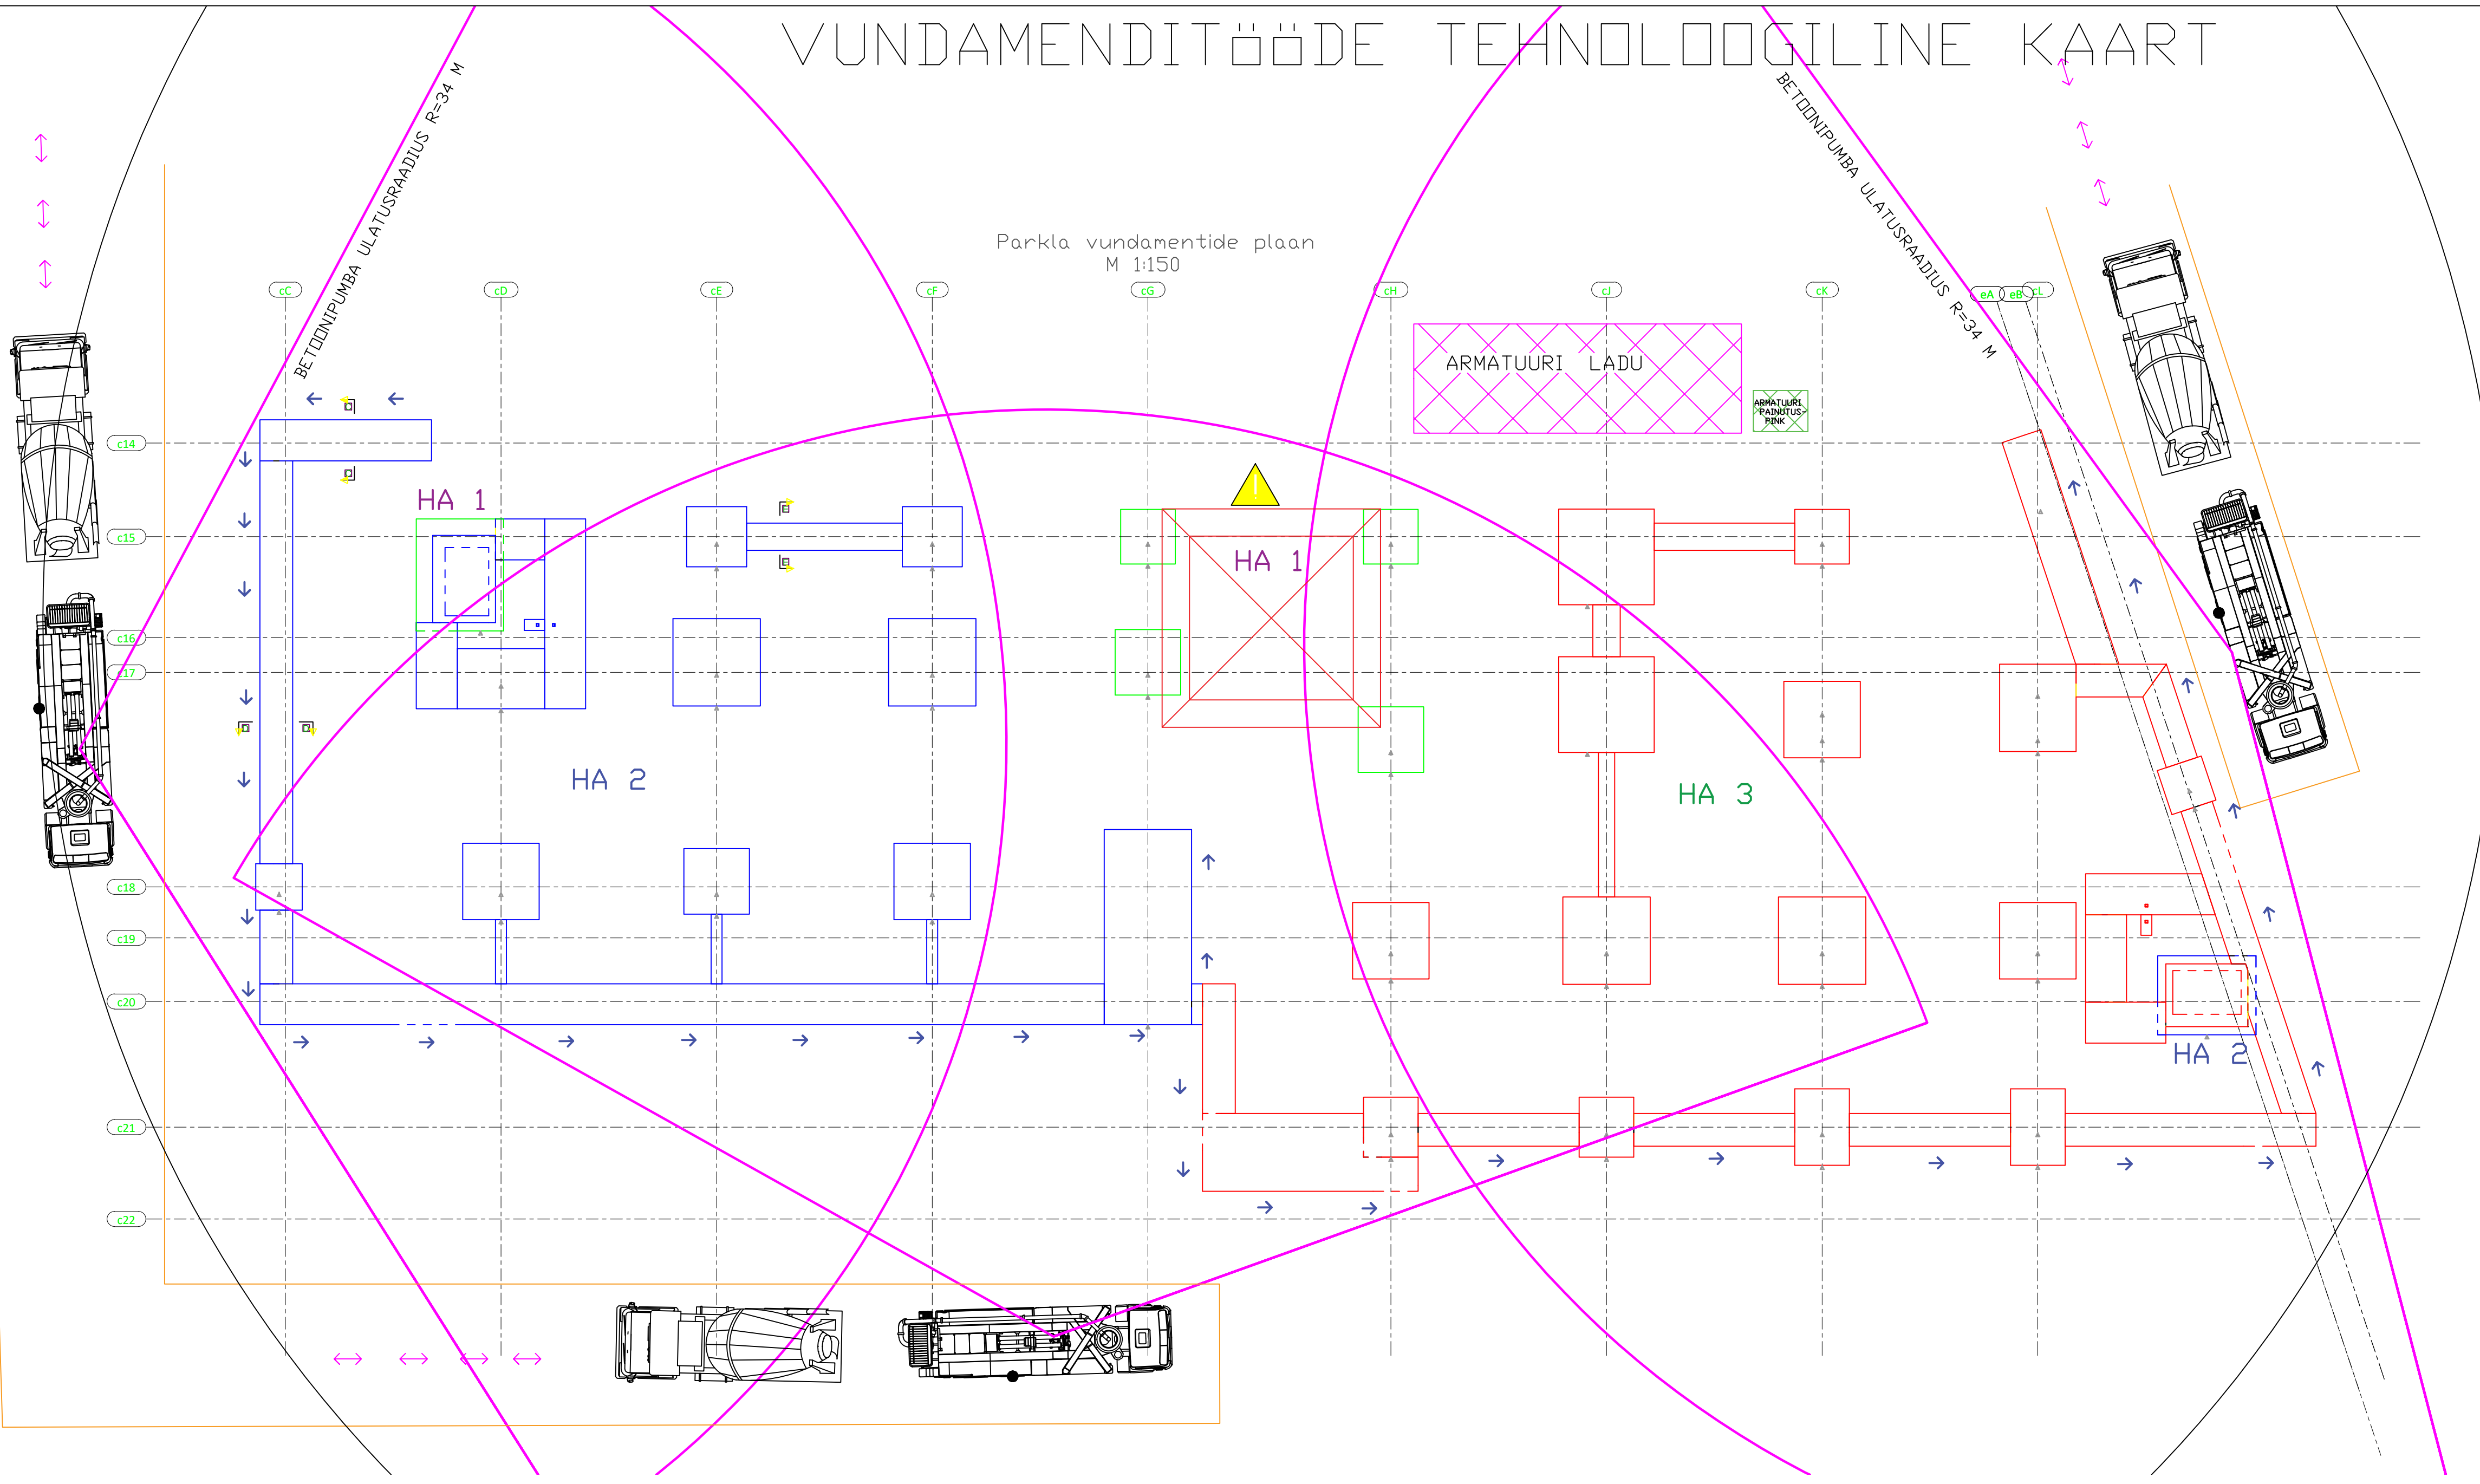 VUNDAMENDITÖÖDE TEHNOLOOGILINE KAART
BETOONIPUMBA ULATUSRAADIUS R=34 M
BETOONIPUMBA ULATUSRAADIUS R=34 M
Parkla vundamentide plaan
M 1:150
cC
cD
cE
cF
cG
cH
cJ
cK
eA
eB
cL
ARMATUURI LADU
ARMATUURI
PAINUTUS-
PINK
c14
HA 1
c15
HA 1
c16
c17
HA 2
HA 3
c18
c19
c20
HA 2
c21
c22